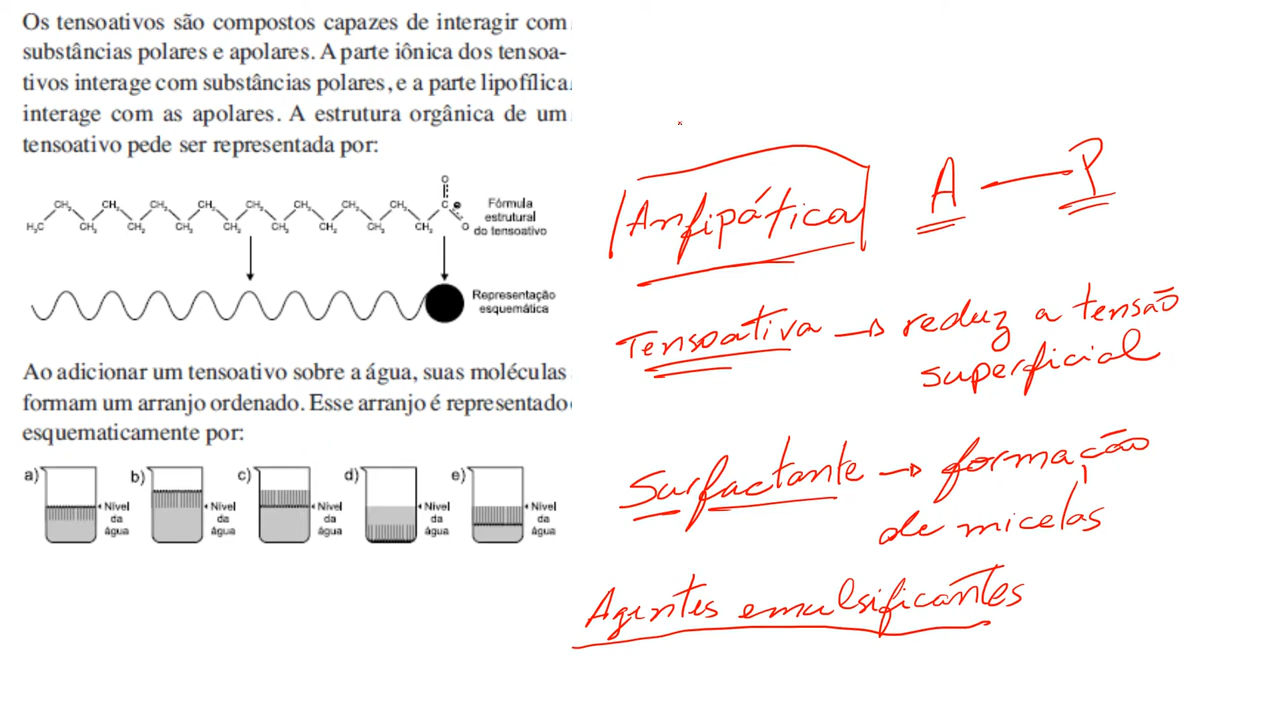 Os tensoativos são compostos capazes de interagir com
substâncias polares e apolares. A parte iônica dos tensoa-
tivos interage com substâncias polares, e a parte lipofílica
interage com as apolares. A estrutura orgânica de um
tensoativo pede ser representada por:
O
CH₂ CH₂ CH₂ CH₂ CH₂ CH₂ CH₂ CH₂ C
H₃C CH₂ CH₂ CH₂ CH₂ CH₂ CH₂ CH₂ CH₂ O
Fórmula
estrutural
do tensoativo
Representação
esquemática
Ao adicionar um tensoativo sobre a água, suas moléculas
formam um arranjo ordenado. Esse arranjo é representado
esquematicamente por:
a) b) c) d) e)
Nível Nível Nível Nível Nível
da da da da da
água água água água água
Anfipática A — P
Tensoativa → reduz a tensão
superficial
Surfactante → formação
de micelas
Agentes emulsificantes